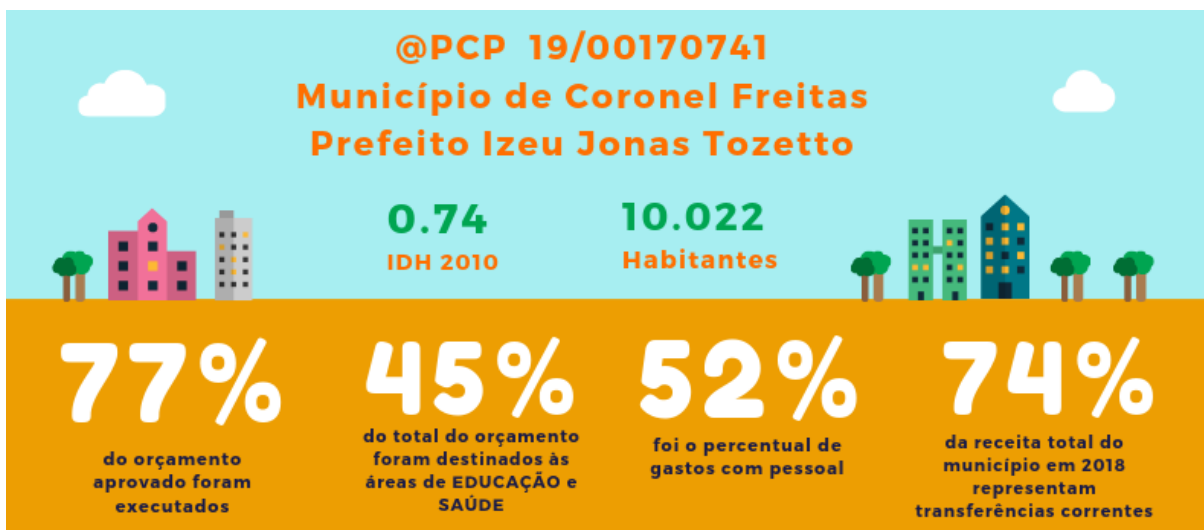 @PCP 19/00170741
Município de Coronel Freitas
Prefeito Izeu Jonas Tozetto
0.74
IDH 2010
10.022
Habitantes
77%
do orçamento
aprovado foram
executados
45%
do total do orçamento
foram destinados às
áreas de EDUCAÇÃO e
SAÚDE
52%
foi o percentual de
gastos com pessoal
74%
da receita total do
município em 2018
representam
transferências correntes